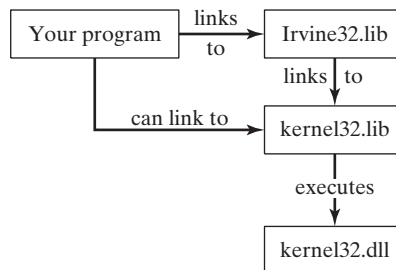 Your program
links
to
Irvine32.lib
links to
can link to
kernel32.lib
executes
kernel32.dll